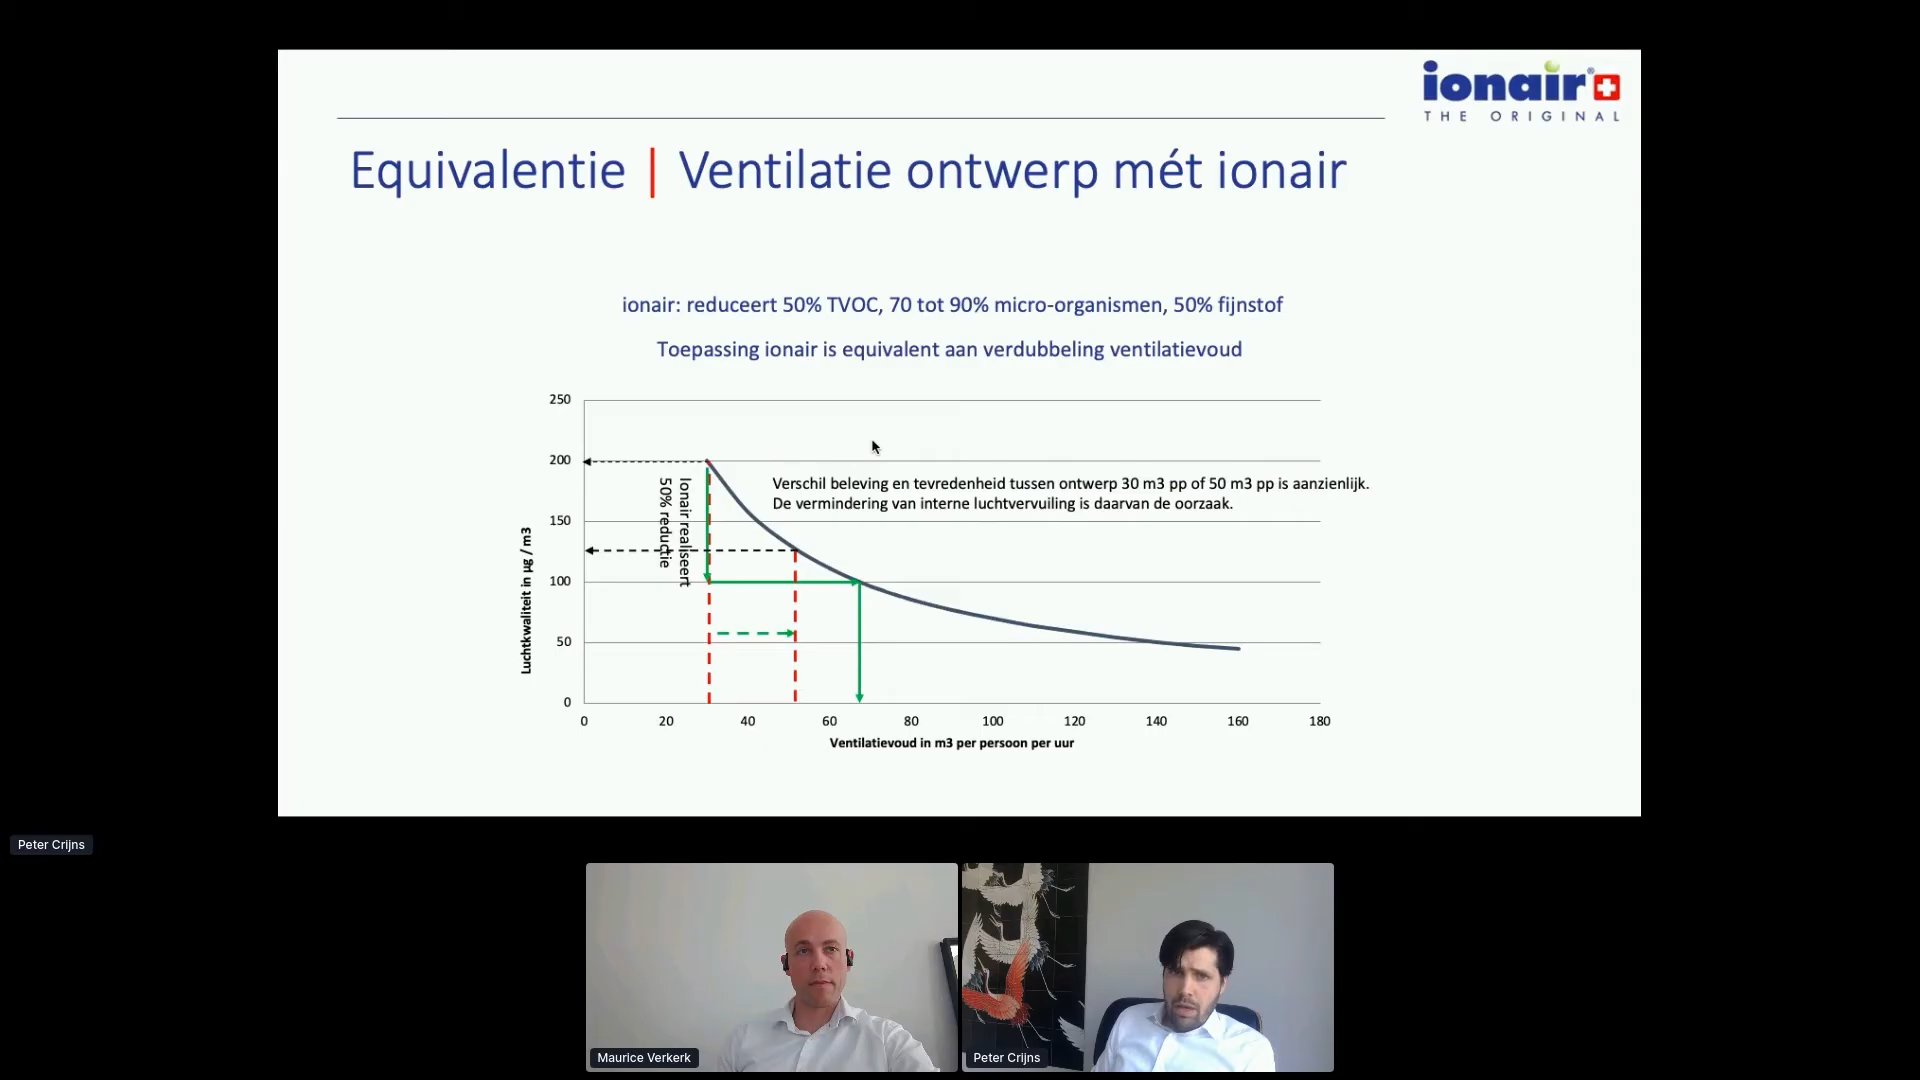 ionair®
THE ORIGINAL
Equivalentie | Ventilatie ontwerp mét ionair
ionair: reduceert 50% TVOC, 70 tot 90% micro-organismen, 50% fijnstof
Toepassing ionair is equivalent aan verdubbeling ventilatievoud
250
200
150
100
50
0
Luchtkwaliteit in µg / m3
Ionair realiseert
50% reductie
Verschil beleving en tevredenheid tussen ontwerp 30 m3 pp of 50 m3 pp is aanzienlijk.
De vermindering van interne luchtvervuiling is daarvan de oorzaak.
0 20 40 60 80 100 120 140 160 180
Ventilatievoud in m3 per persoon per uur
Peter Crijns
Maurice Verkerk
Peter Crijns